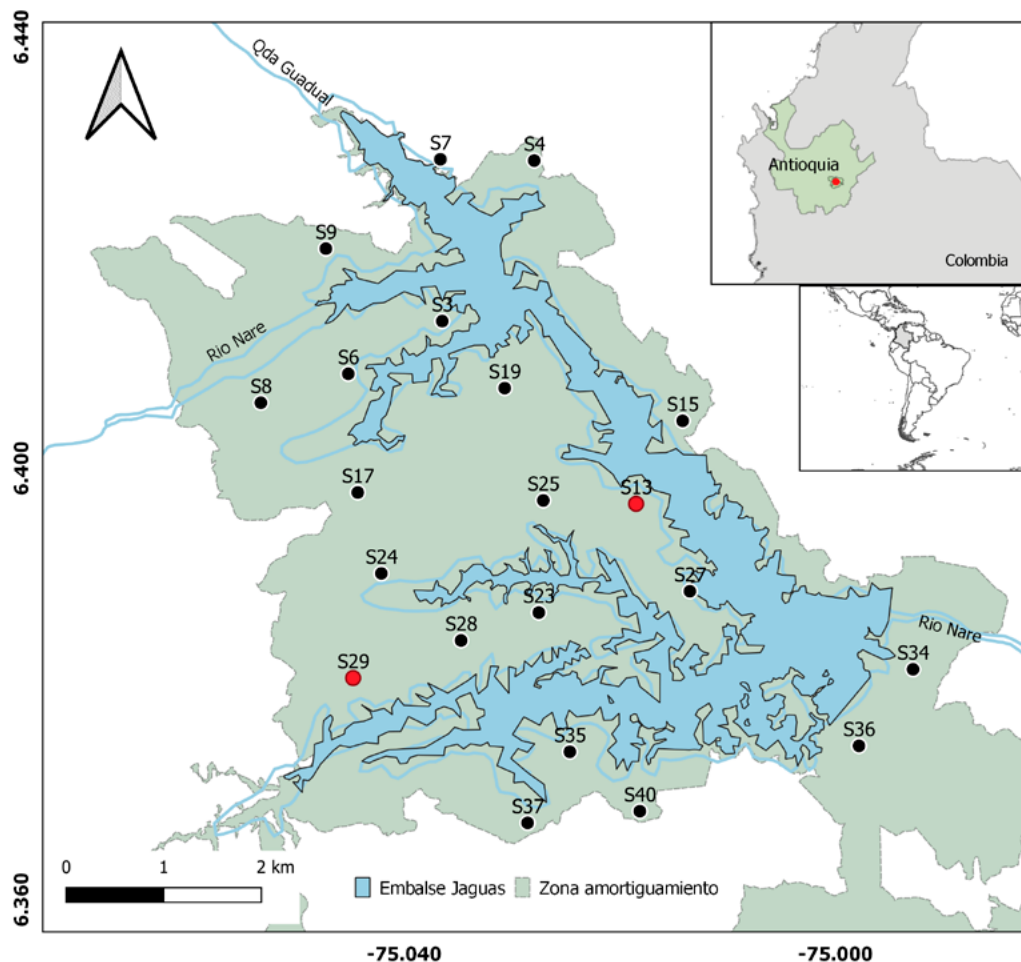 6.440
Qda Guadual
S7
S4
Antioquia
Colombia
S9
S3
Rio Nare
S6
S19
S8
S15
6.400
S17
S25
S13
S24
S27
S23
S28
Rio Nare
S29
S34
S35
S36
S40
S37
0 1 2 km
Embalse Jaguas Zona amortiguamiento
6.360
-75.040 -75.000